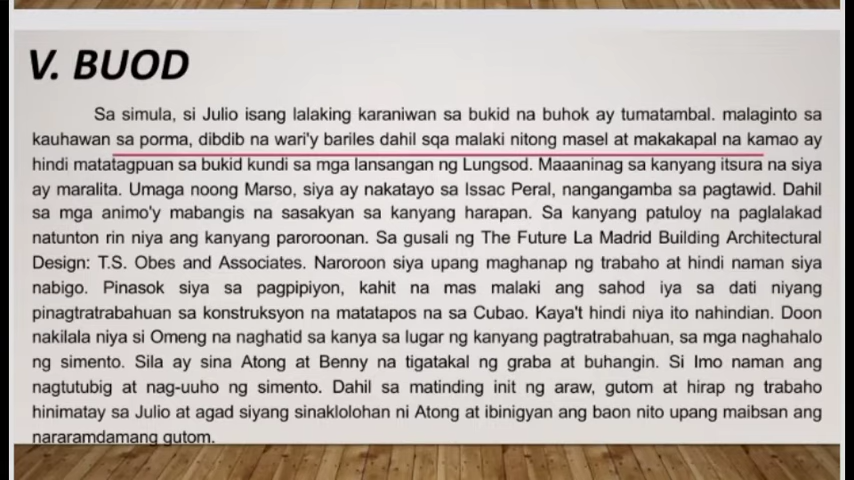 V. BUOD
Sa simula, si Julio isang lalaking karaniwan sa bukid na buhok ay tumatambal. malaginto sa
kauhawan sa porma, dibdib na wari'y bariles dahil sqa malaki nitong masel at makakapal na kamao ay
hindi matatagpuan sa bukid kundi sa mga lansangan ng Lungsod. Maaaninag sa kanyang itsura na siya
ay maralita. Umaga noong Marso, siya ay nakatayo sa Issac Peral, nangangamba sa pagtawid. Dahil
sa mga animo'y mabangis na sasakyan sa kanyang harapan. Sa kanyang patuloy na paglalakad
natunton rin niya ang kanyang paroroonan. Sa gusali ng The Future La Madrid Building Architectural
Design: T.S. Obes and Associates. Naroroon siya upang maghanap ng trabaho at hindi naman siya
nabigo. Pinasok siya sa pagpipiyon, kahit na mas malaki ang sahod iya sa dati niyang
pinagtratrabahuan sa konstruksyon na matatapos na sa Cubao. Kaya't hindi niya ito nahindian. Doon
nakilala niya si Omeng na naghatid sa kanya sa lugar ng kanyang pagtratrabahuan, sa mga naghahalo
ng simento. Sila ay sina Atong at Benny na tigatakal ng graba at buhangin. Si Imo naman ang
nagtutubig at nag-uuho ng simento. Dahil sa matinding init ng araw, gutom at hirap ng trabaho
hinimatay sa Julio at agad siyang sinaklolohan ni Atong at ibinigyan ang baon nito upang maibsan ang
nararamdamang gutom.